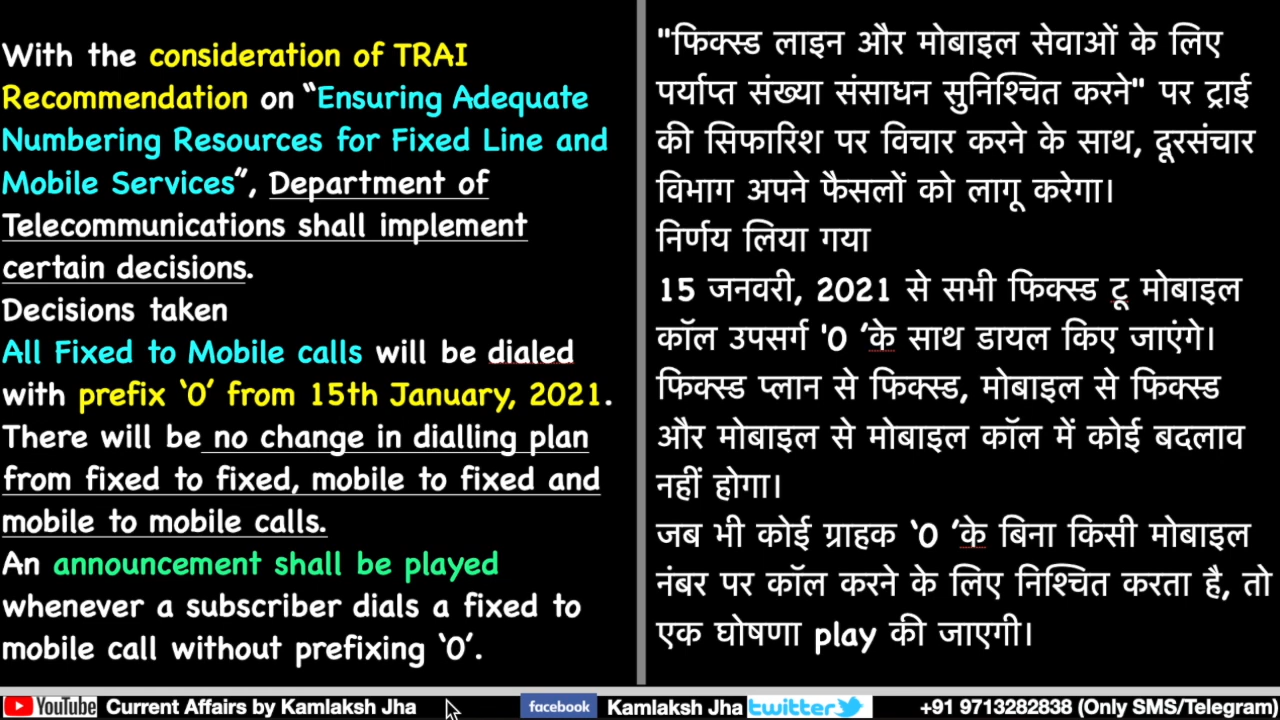 With the consideration of TRAI
Recommendation on “Ensuring Adequate
Numbering Resources for Fixed Line and
Mobile Services”, Department of
Telecommunications shall implement
certain decisions.
Decisions taken
All Fixed to Mobile calls will be dialed
with prefix ‘0’ from 15th January, 2021.
There will be no change in dialling plan
from fixed to fixed, mobile to fixed and
mobile to mobile calls.
An announcement shall be played
whenever a subscriber dials a fixed to
mobile call without prefixing ‘0’.
"फिक्स्ड लाइन और मोबाइल सेवाओं के लिए
पर्याप्त संख्या संसाधन सुनिश्चित करने" पर ट्राई
की सिफारिश पर विचार करने के साथ, दूरसंचार
विभाग अपने फैसलों को लागू करेगा।
निर्णय लिया गया
15 जनवरी, 2021 से सभी फिक्स्ड टू मोबाइल
कॉल उपसर्ग '0 ’के साथ डायल किए जाएंगे।
फिक्स्ड प्लान से फिक्स्ड, मोबाइल से फिक्स्ड
और मोबाइल से मोबाइल कॉल में कोई बदलाव
नहीं होगा।
जब भी कोई ग्राहक ‘0 ’के बिना किसी मोबाइल
नंबर पर कॉल करने के लिए निश्चित करता है, तो
एक घोषणा play की जाएगी।
YouTube Current Affairs by Kamlaksh Jha facebook Kamlaksh Jha twitter +91 9713282838 (Only SMS/Telegram)